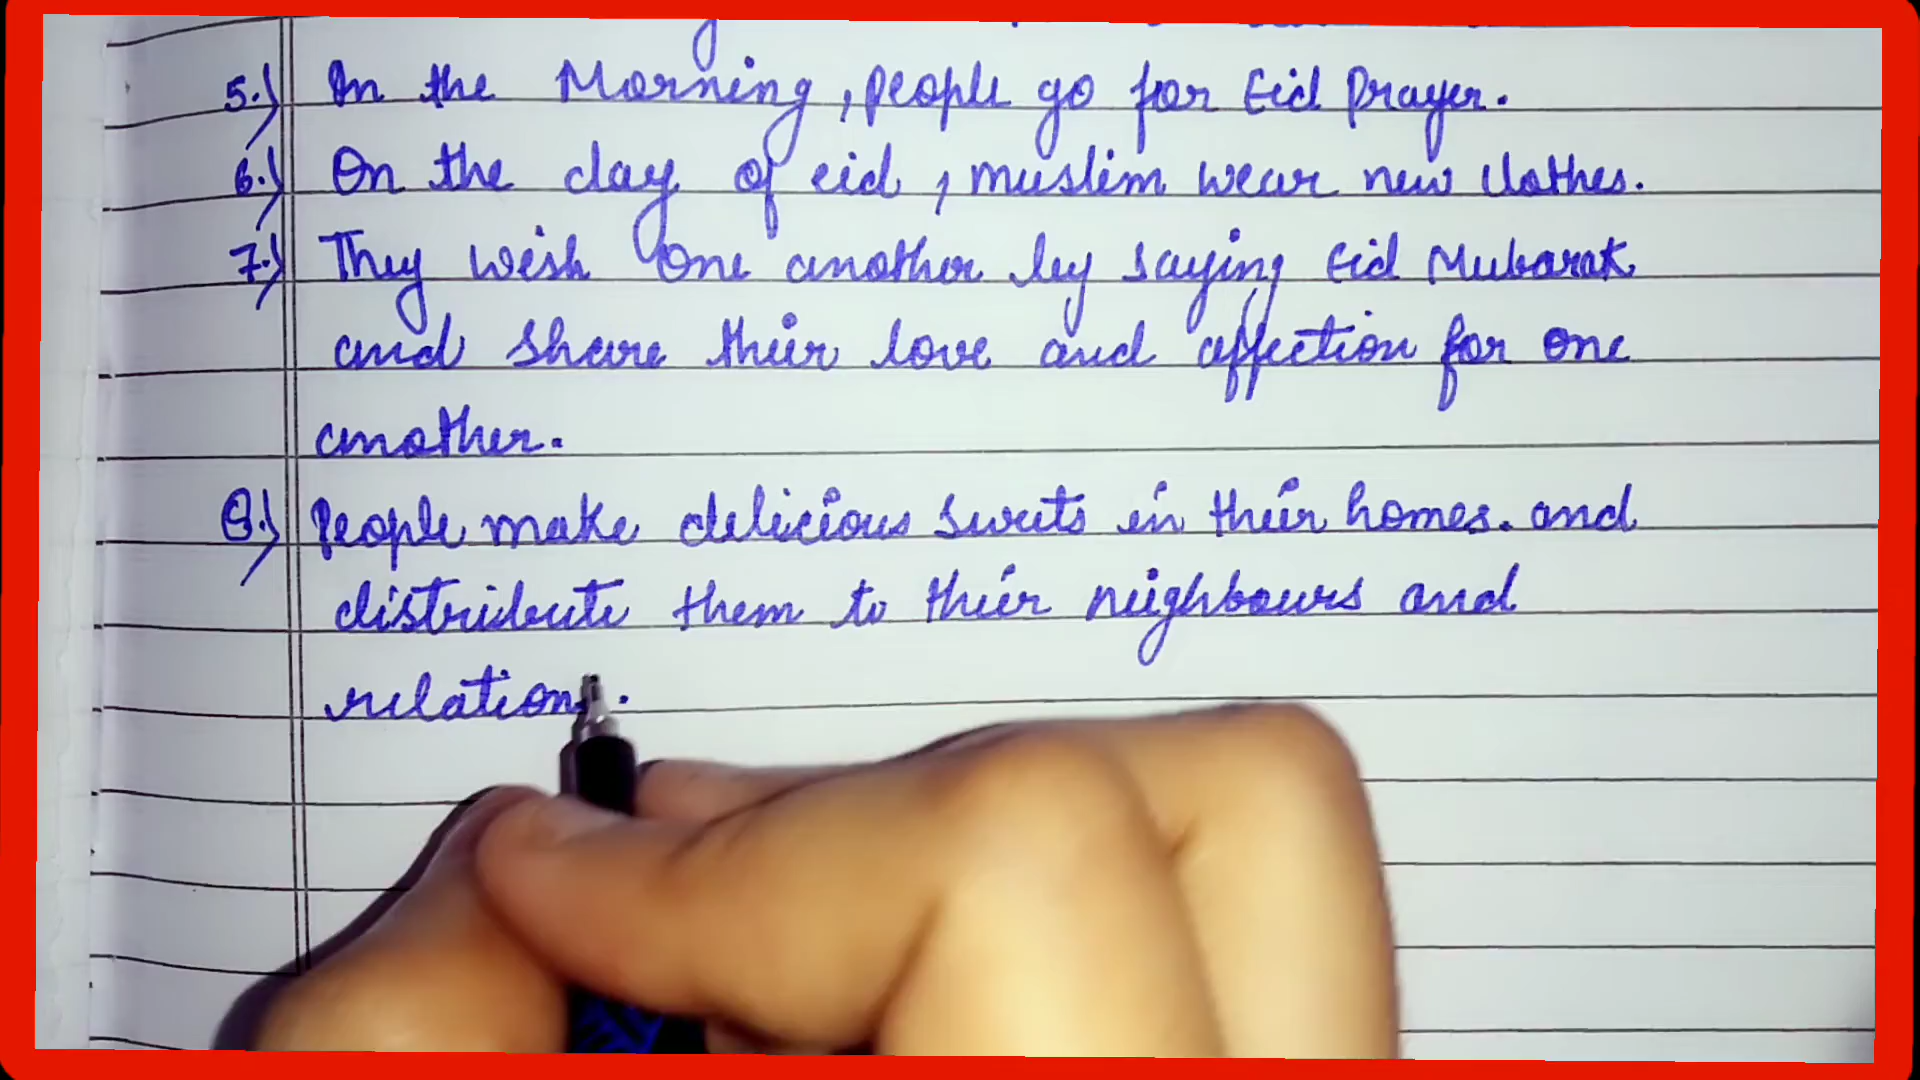 5.) In the Morning, People go for Eid Prayer.
6.) On the day of eid, muslim wear new clothes.
7.) They wish one another by saying Eid Mubarak
and share their love and affection for one
another.
8.) People make delicious sweets in their homes. and
distribute them to their neighbours and
relations.